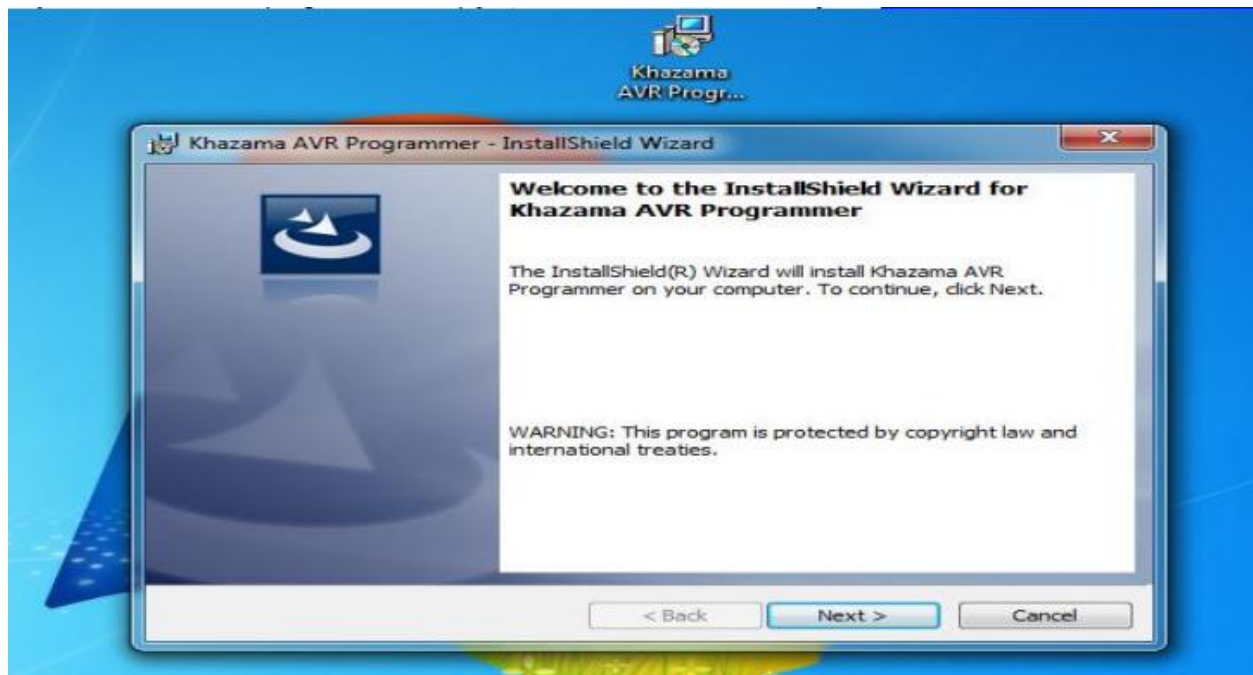 Khazama
AVR Progr...
Khazama AVR Programmer - InstallShield Wizard
Welcome to the InstallShield Wizard for
Khazama AVR Programmer
The InstallShield(R) Wizard will install Khazama AVR
Programmer on your computer. To continue, click Next.
WARNING: This program is protected by copyright law and
international treaties.
< Back Next > Cancel